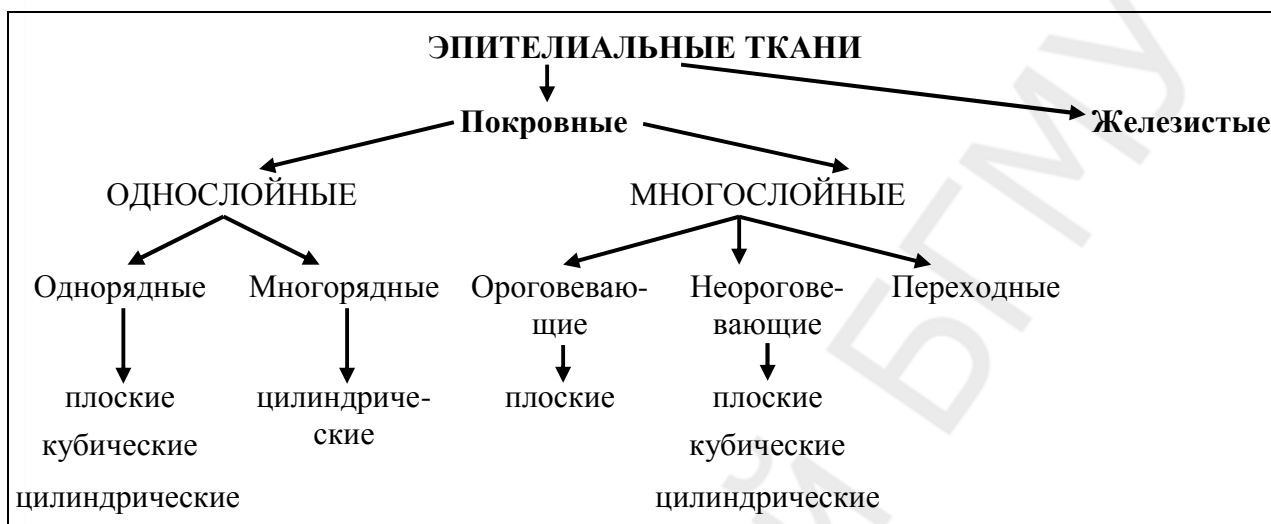 ЭПИТЕЛИАЛЬНЫЕ ТКАНИ
Покровные Железистые
ОДНОСЛОЙНЫЕ МНОГОСЛОЙНЫЕ
Однорядные Многорядные Ороговеваю- Неорогове- Переходные
щие вающие
плоские цилиндриче- плоские плоские
ские
кубические кубические
цилиндрические цилиндрические
БГМУ
й